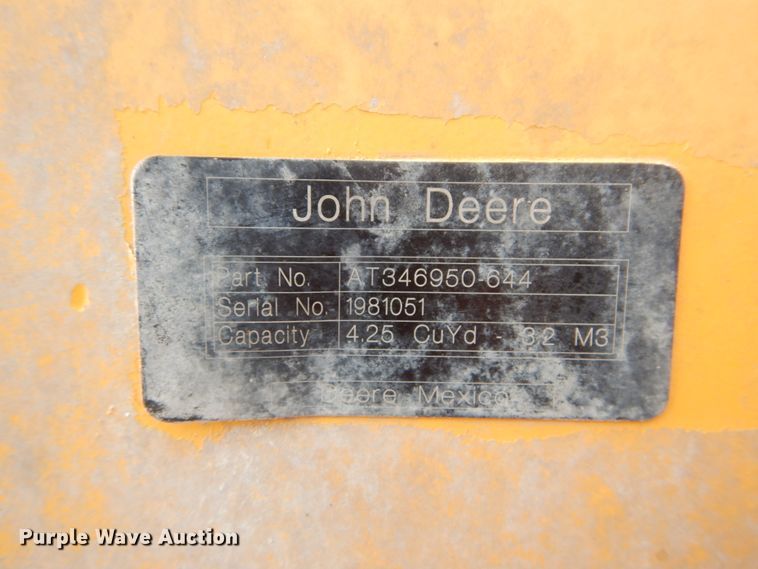 John Deere
Part No. AT346950-644
Serial No. 1981051
Capacity 4.25 CuYd - 3.2 M3
Deere Mexico
Purple Wave Auction